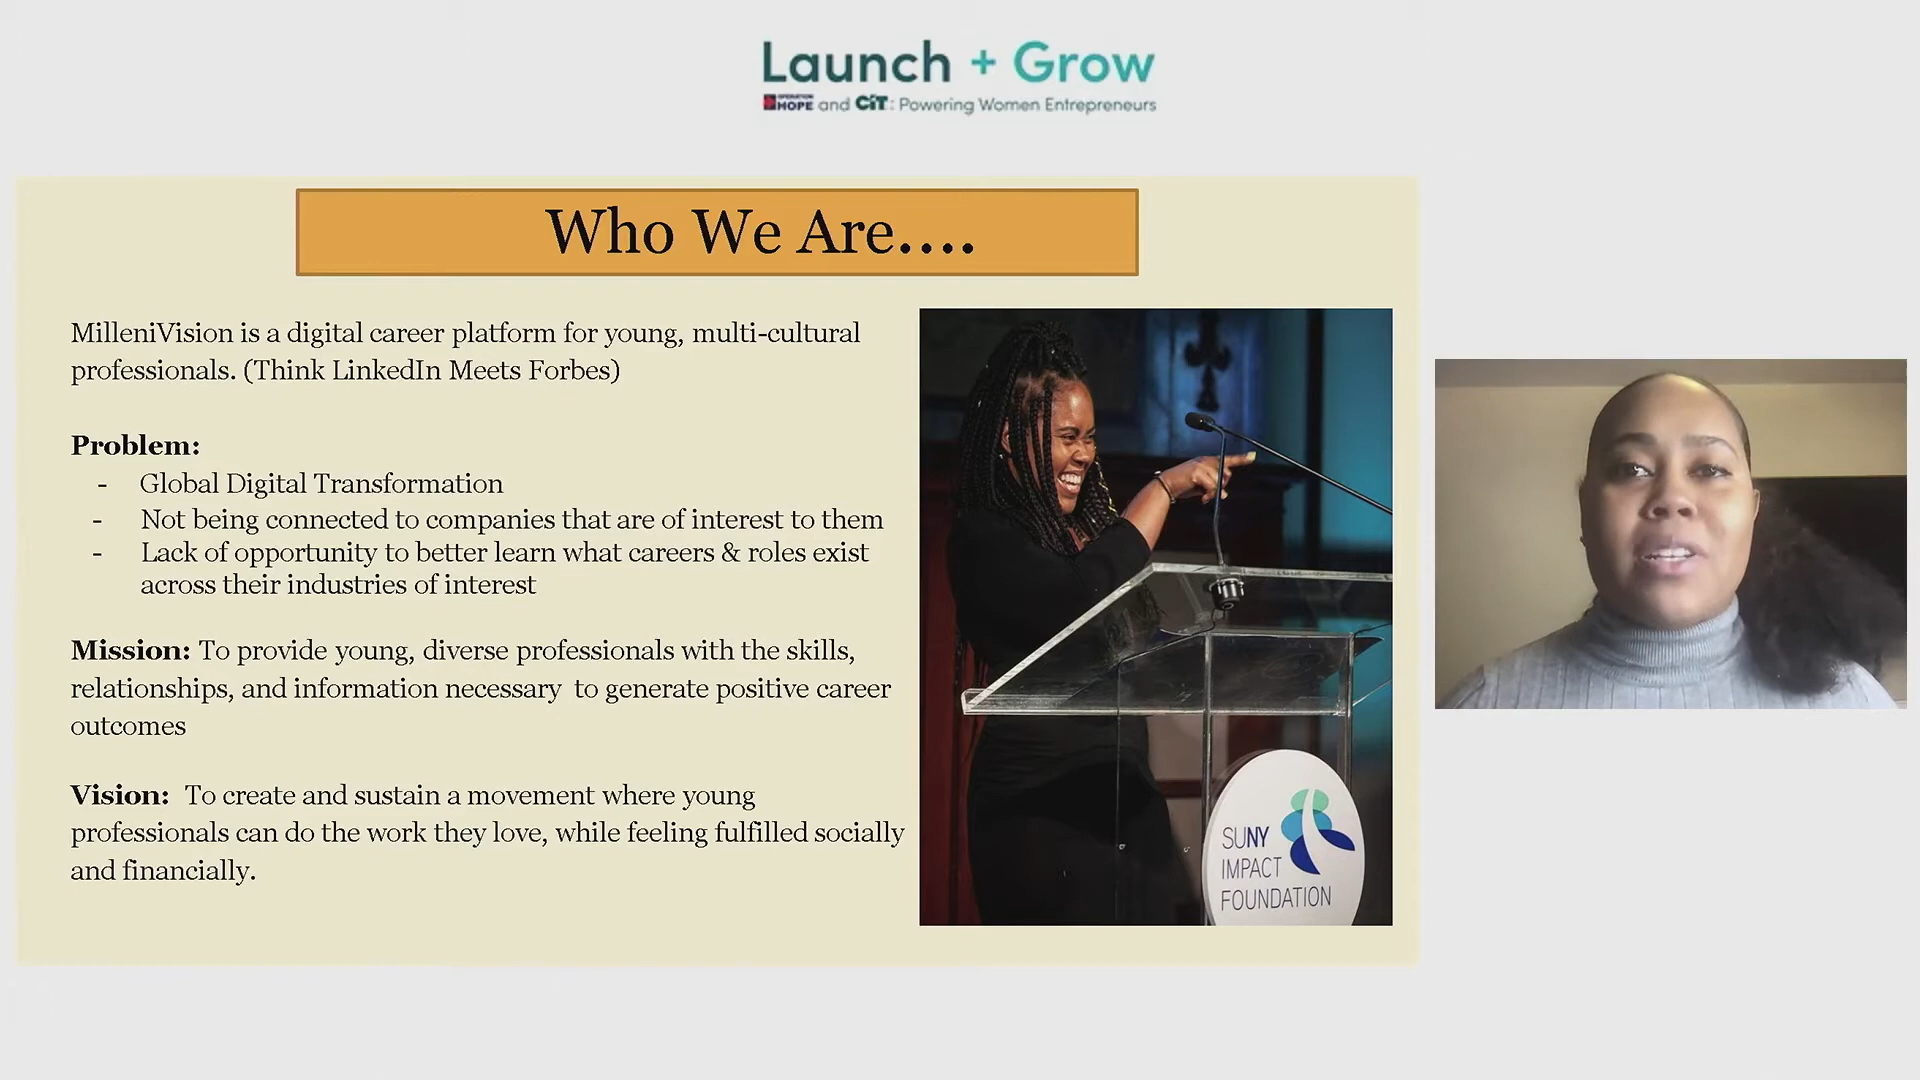 Launch + Grow
OPERATION HOPE and CIT: Powering Women Entrepreneurs
Who We Are....
MilleniVision is a digital career platform for young, multi-cultural
professionals. (Think LinkedIn Meets Forbes)
Problem:
- Global Digital Transformation
- Not being connected to companies that are of interest to them
- Lack of opportunity to better learn what careers & roles exist
across their industries of interest
Mission: To provide young, diverse professionals with the skills,
relationships, and information necessary to generate positive career
outcomes
Vision: To create and sustain a movement where young
professionals can do the work they love, while feeling fulfilled socially
and financially.
SUNY
IMPACT
FOUNDATION